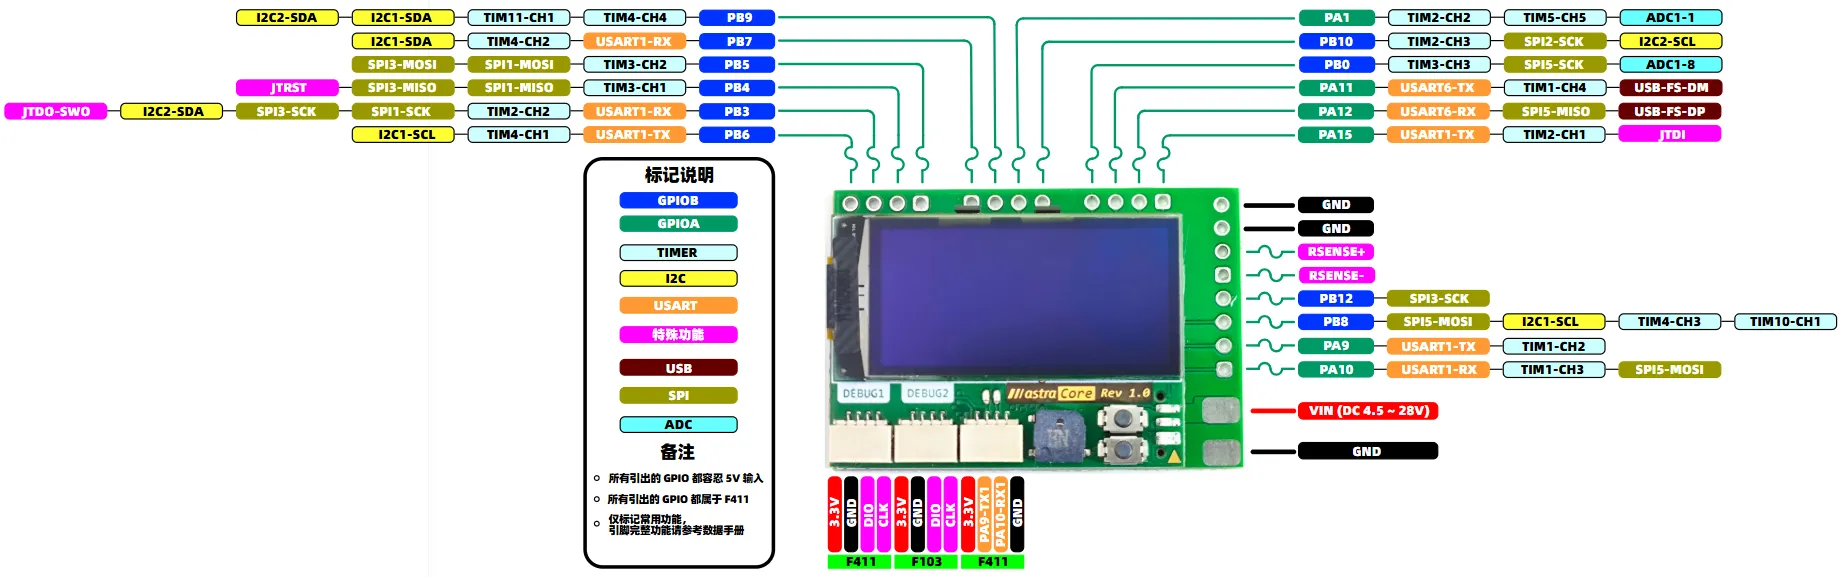 I2C2-SDA I2C1-SDA TIM11-CH1 TIM4-CH4 PB9
I2C1-SDA TIM4-CH2 USART1-RX PB7
SPI3-MOSI SPI1-MOSI TIM3-CH2 PB5
JTRST SPI3-MISO SPI1-MISO TIM3-CH1 PB4
JTDO-SWO I2C2-SDA SPI3-SCK SPI1-SCK TIM2-CH2 USART1-RX PB3
I2C1-SCL TIM4-CH1 USART1-TX PB6
PA1 TIM2-CH2 TIM5-CH5 ADC1-1
PB10 TIM2-CH3 SPI2-SCK I2C2-SCL
PB0 TIM3-CH3 SPI5-SCK ADC1-8
PA11 USART6-TX TIM1-CH4 USB-FS-DM
PA12 USART6-RX SPI5-MISO USB-FS-DP
PA15 USART1-TX TIM2-CH1 JTDI
标记说明
GPIOB
GPIOA
TIMER
I2C
USART
特殊功能
USB
SPI
ADC
备注
所有引出的 GPIO 都容忍 5V 输入
所有引出的 GPIO 都属于 F411
仅标记常用功能，
引脚完整功能请参考数据手册
GND
GND
RSENSE+
RSENSE-
PB12 SPI3-SCK
PB8 SPI5-MOSI I2C1-SCL TIM4-CH3 TIM10-CH1
PA9 USART1-TX TIM1-CH2
PA10 USART1-RX TIM1-CH3 SPI5-MOSI
VIN (DC 4.5 ~ 28V)
GND
DEBUG1 DEBUG2 astra Core Rev 1.0
3.3V GND DIO CLK 3.3V GND DIO CLK 3.3V PA9-TX1 PA10-RX1 GND
F411 F103 F411